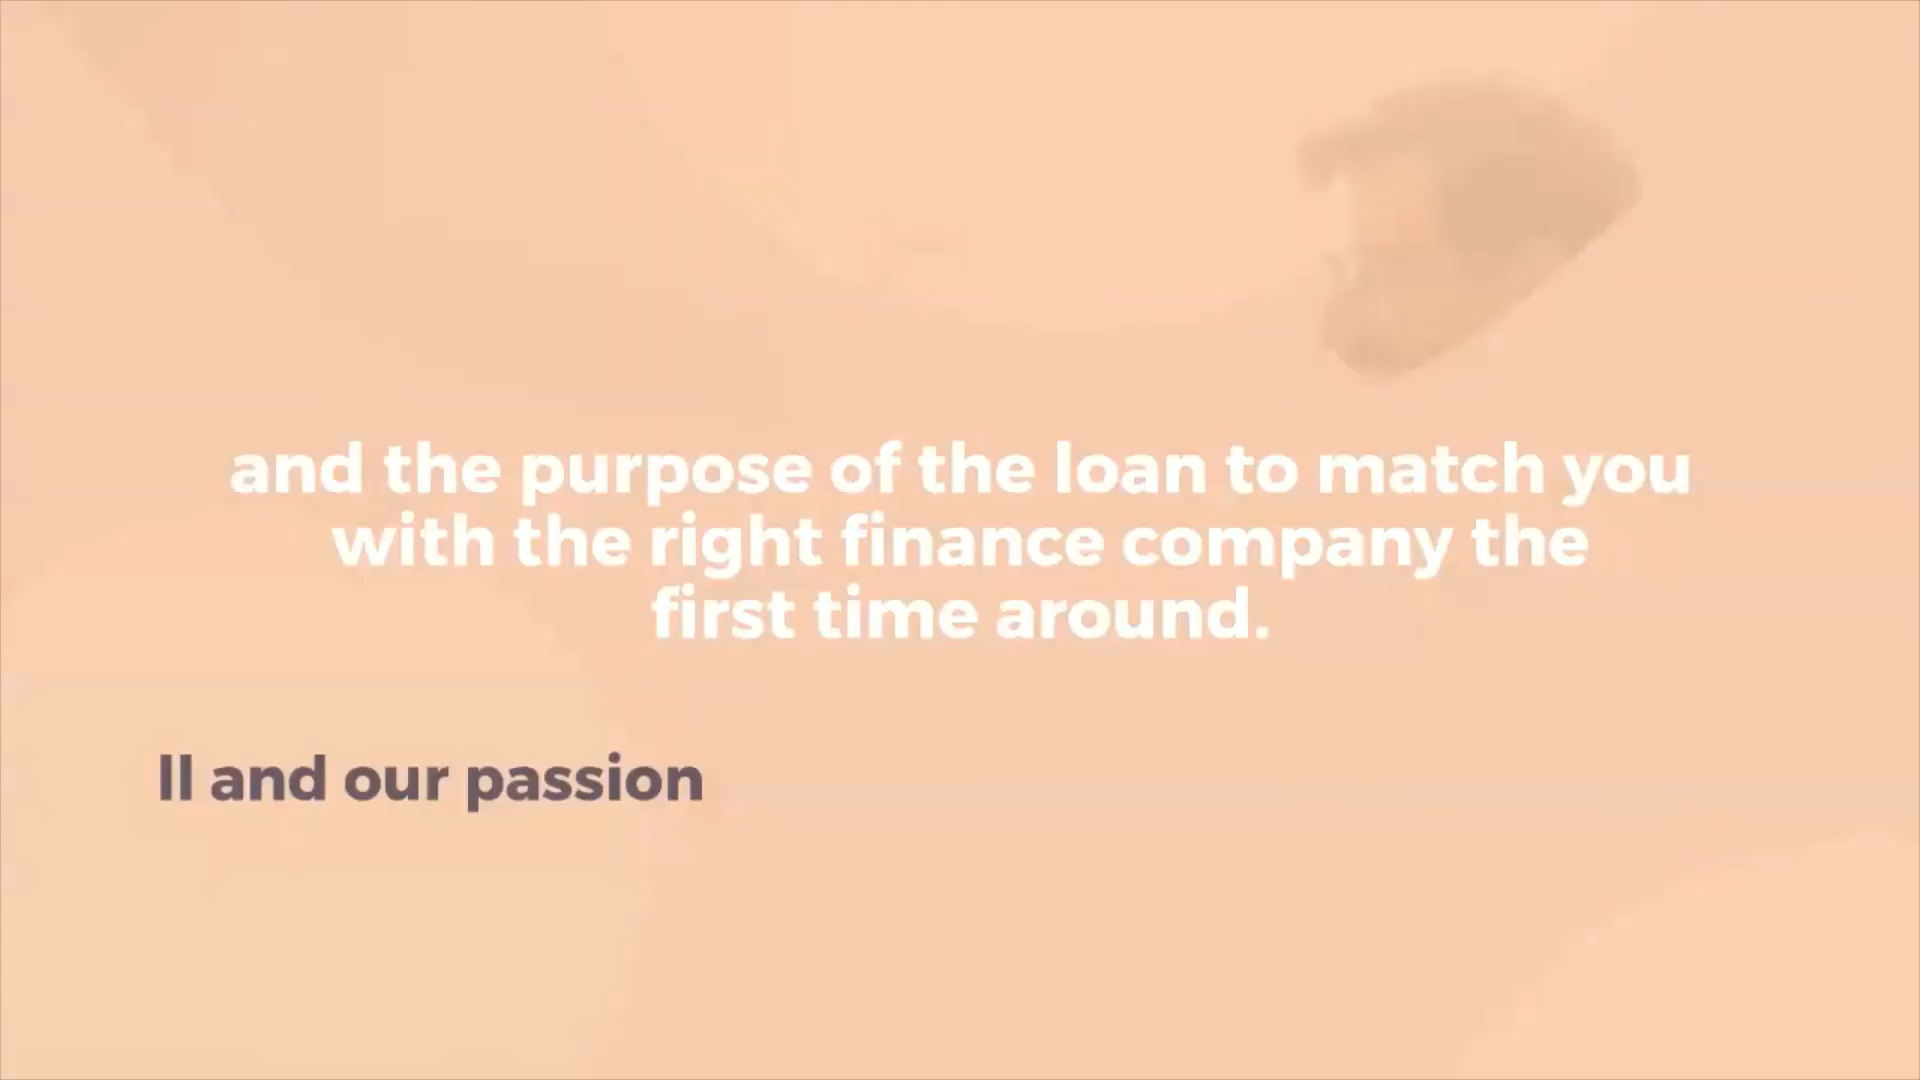 and the purpose of the loan to match you
with the right finance company the
first time around.
ll and our passion